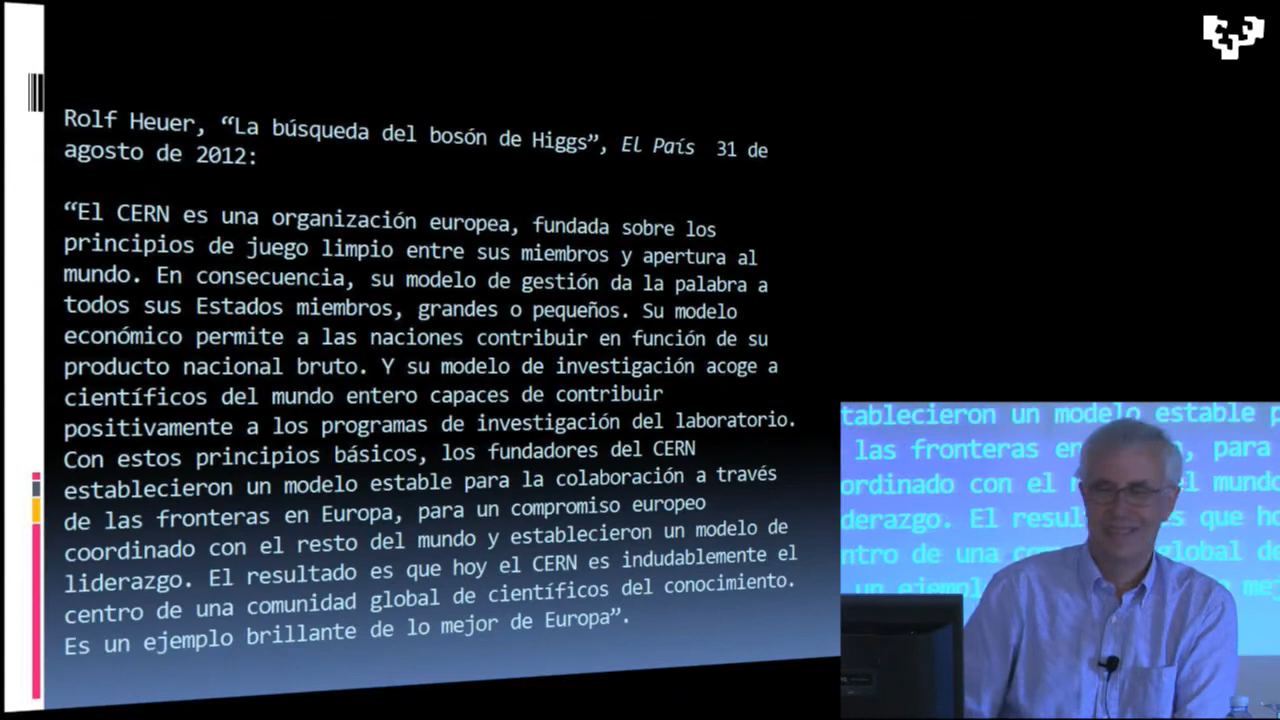 Rolf Heuer, “La búsqueda del bosón de Higgs”, El País 31 de
agosto de 2012:
“El CERN es una organización europea, fundada sobre los
principios de juego limpio entre sus miembros y apertura al
mundo. En consecuencia, su modelo de gestión da la palabra a
todos sus Estados miembros, grandes o pequeños. Su modelo
económico permite a las naciones contribuir en función de su
producto nacional bruto. Y su modelo de investigación acoge a
científicos del mundo entero capaces de contribuir
positivamente a los programas de investigación del laboratorio.
Con estos principios básicos, los fundadores del CERN
establecieron un modelo estable para la colaboración a través
de las fronteras en Europa, para un compromiso europeo
coordinado con el resto del mundo y establecieron un modelo de
liderazgo. El resultado es que hoy el CERN es indudablemente el
centro de una comunidad global de científicos del conocimiento.
Es un ejemplo brillante de lo mejor de Europa”.
tablecieron un modelo estable p
las fronteras en , para
ordinado con el mundo
derazgo. El resul es que ho
ntro de una global de
un ejempl